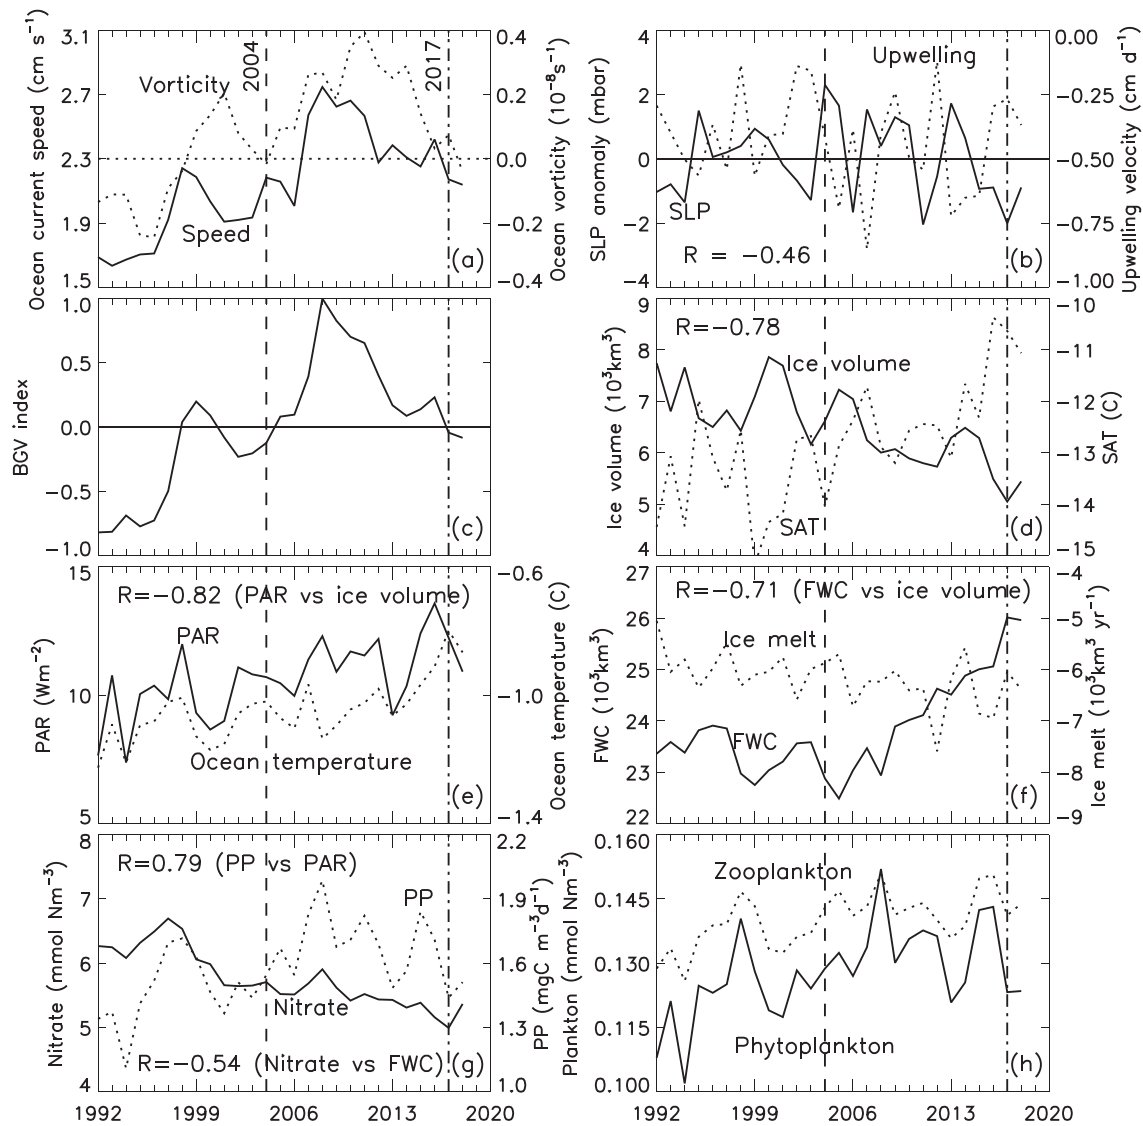 Ocean current speed (cm s⁻¹)
3.1
2.7
2.3
1.9
1.5
Vorticity
2004
2017
Speed
(a)
0.4
0.2
0.0
−0.2
−0.4
Ocean vorticity (10⁻⁸s⁻¹)
SLP anomaly (mbar)
4
2
0
−2
−4
Upwelling
SLP
R = −0.46
(b)
0.00
−0.25
−0.50
−0.75
−1.00
Upwelling velocity (cm d⁻¹)
BGV index
1.0
0.5
0.0
−0.5
−1.0
(c)
Ice volume (10³km³)
9
8
7
6
5
4
R=−0.78
Ice volume
SAT
(d)
−10
−11
−12
−13
−14
−15
SAT (C)
PAR (Wm⁻²)
15
10
5
R=−0.82 (PAR vs ice volume)
PAR
Ocean temperature
(e)
−0.6
−1.0
−1.4
Ocean temperature (C)
FWC (10³km³)
27
26
25
24
23
22
R=−0.71 (FWC vs ice volume)
Ice melt
FWC
(f)
−4
−5
−6
−7
−8
−9
Ice melt (10³km³ yr⁻¹)
Nitrate (mmol Nm⁻³)
8
7
6
5
4
R=0.79 (PP vs PAR)
PP
Nitrate
R=−0.54 (Nitrate vs FWC)
(g)
2.2
1.9
1.6
1.3
1.0
PP (mgC m⁻³d⁻¹)
1992
1999
2006
2013
2020
Plankton (mmol Nm⁻³)
0.160
0.145
0.130
0.115
0.100
Zooplankton
Phytoplankton
(h)
1992
1999
2006
2013
2020